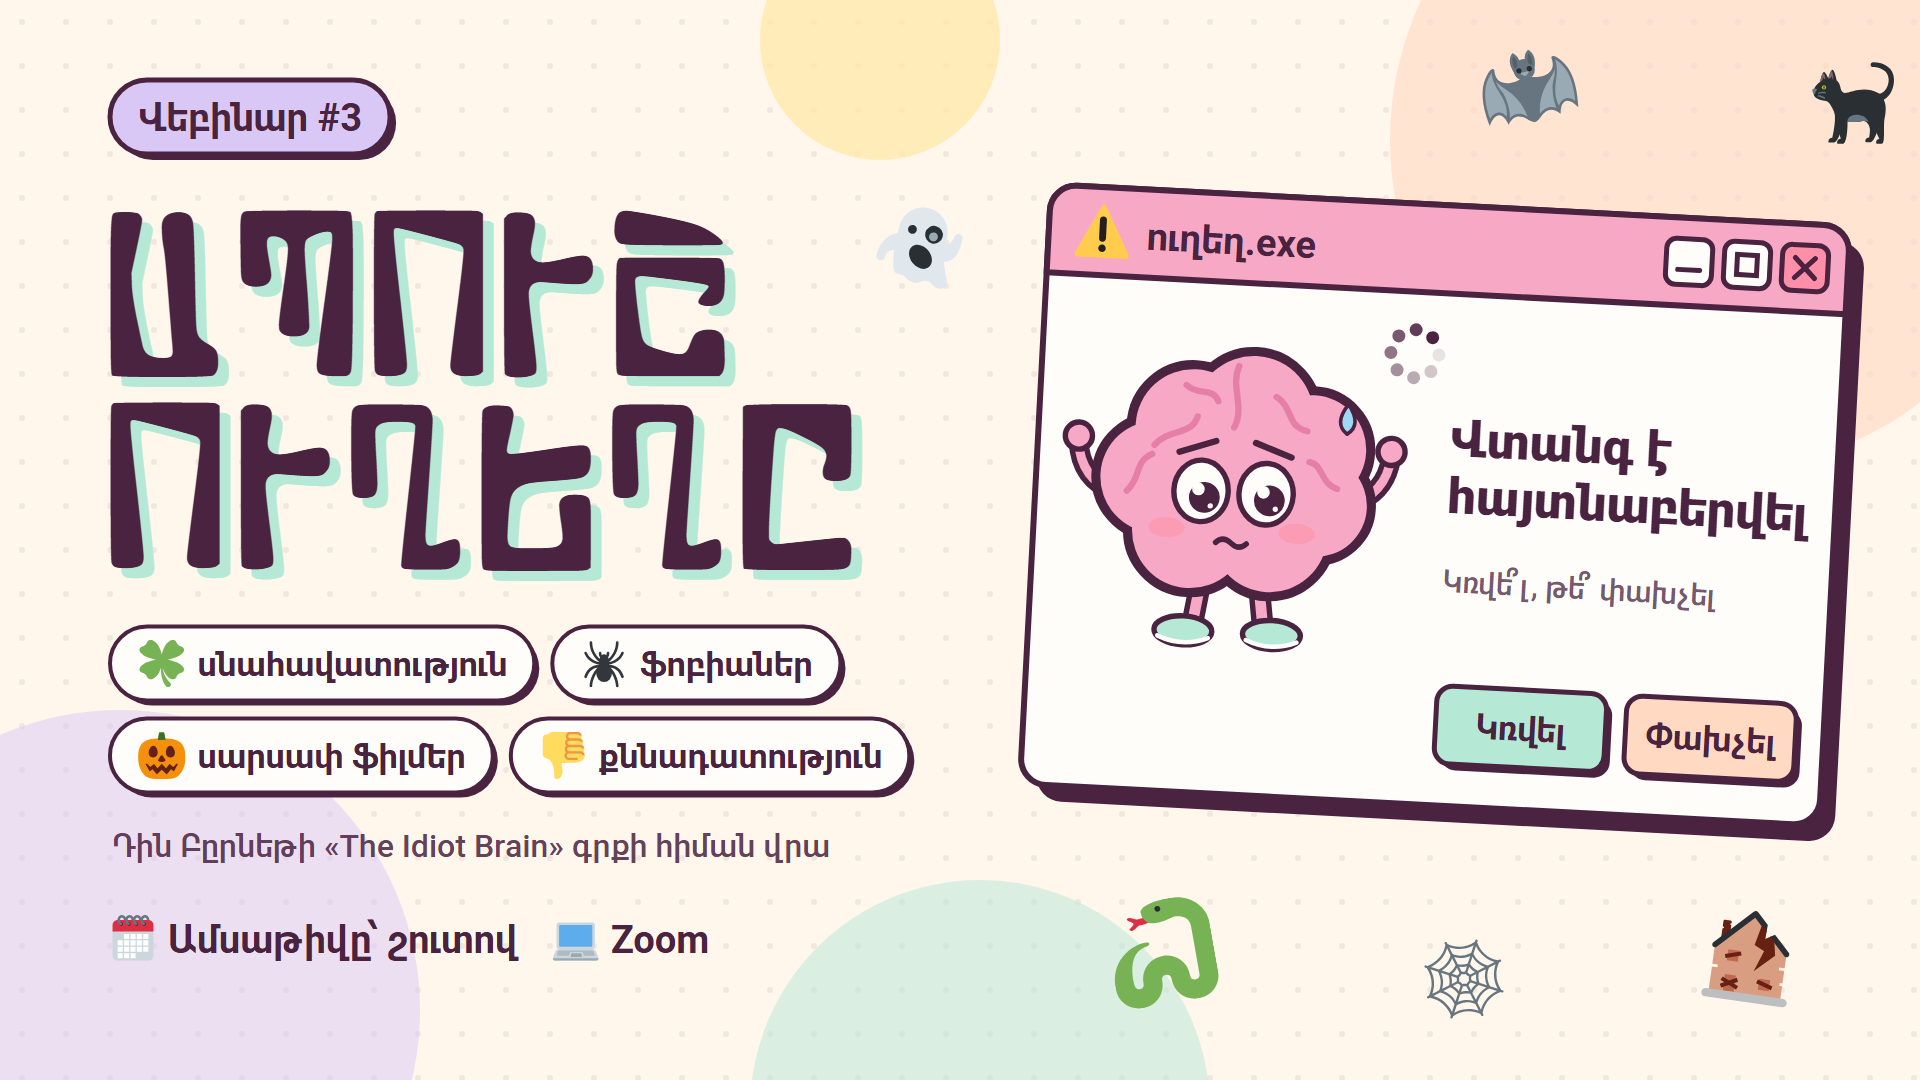 Վեբինար #3
ԱՊՈՒՇ
ՈՒՂԵՂԸ
սնահավատություն
ֆոբիաներ
սարսափ ֆիլմեր
քննադատություն
Դին Բըրնեթի «The Idiot Brain» գրքի հիման վրա
Ամսաթիվը՝ շուտով
Zoom
ուղեղ.exe
Վտանգ է
հայտնաբերվել
Կռվե՞լ, թե՞ փախչել
Կռվել
Փախչել